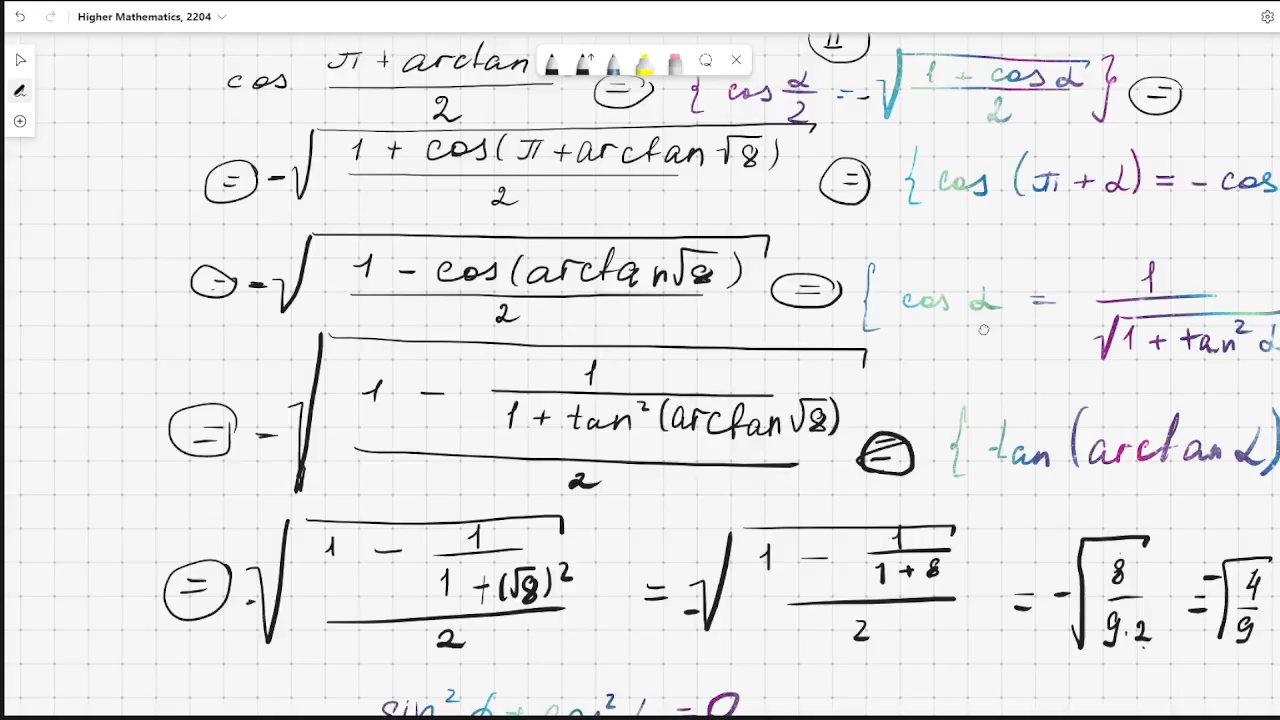 Higher Mathematics, 2204
II
cos (π + arctan)/2 = { cos α/2 = -√((1 + cos α)/2) } =
= -√((1 + cos(π + arctan √8))/2) = { cos (π + α) = - cos
= -√((1 - cos(arctan √8))/2) = { cos α = 1/√(1 + tan² α
= -√((1 - 1/(1 + tan² (arctan √8)))/2) = { tan (arctan α)
= -√((1 - 1/(1 + (√8)²))/2) = -√((1 - 1/(1 + 8))/2) = -√(8/(9·2)) = -√(4/9)